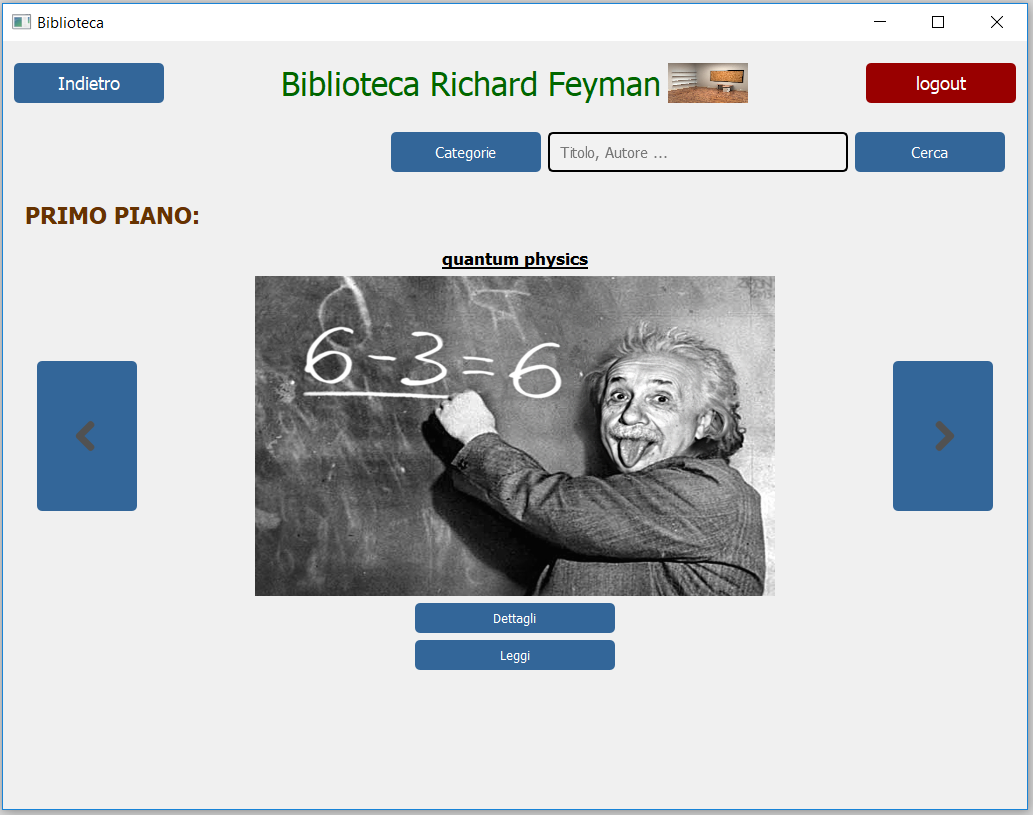 Biblioteca
Indietro
Biblioteca Richard Feyman
logout
Categorie
Titolo, Autore ...
Cerca
PRIMO PIANO:
quantum physics
6-3=6
Dettagli
Leggi